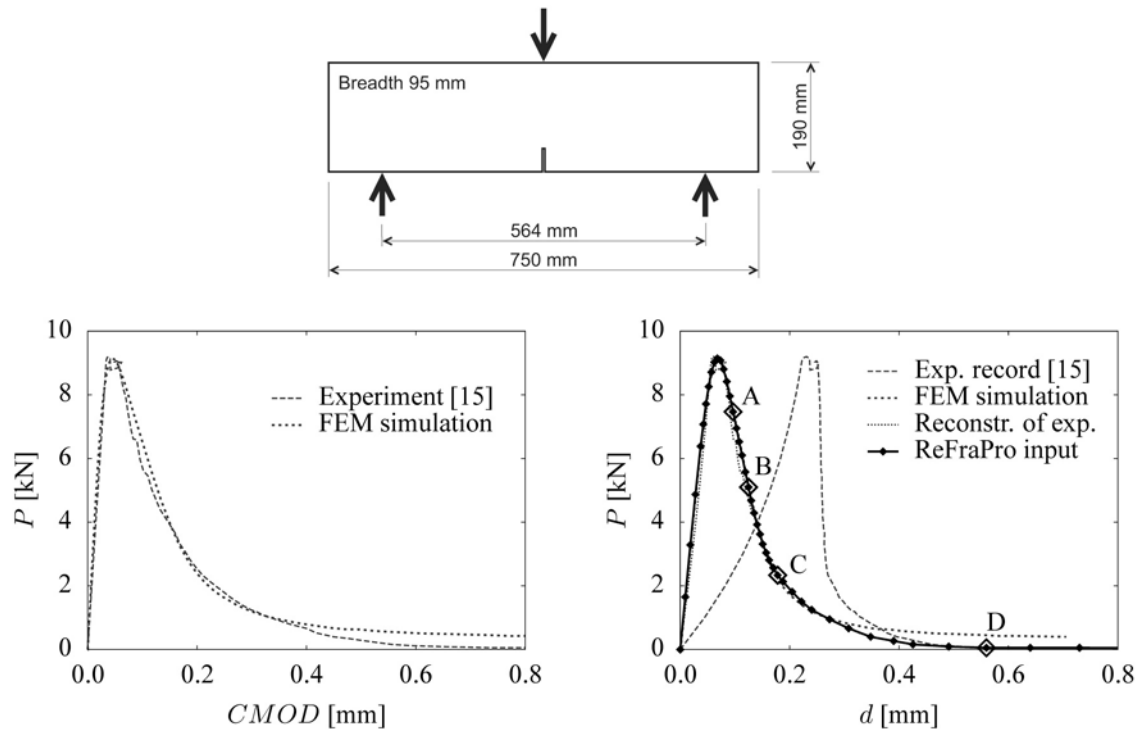 Breadth 95 mm
190 mm
564 mm
750 mm
10
8
6
4
2
0
P [kN]
0.0 0.2 0.4 0.6 0.8
CMOD [mm]
Experiment [15]
FEM simulation
10
8
6
4
2
0
P [kN]
0.0 0.2 0.4 0.6 0.8
d [mm]
Exp. record [15]
FEM simulation
Reconstr. of exp.
ReFraPro input
A
B
C
D